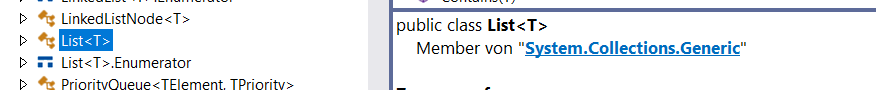 LinkedListNode<T>
List<T>
List<T>.Enumerator
PriorityQueue<TElement, TPriority>
public class List<T>
Member von "System.Collections.Generic"